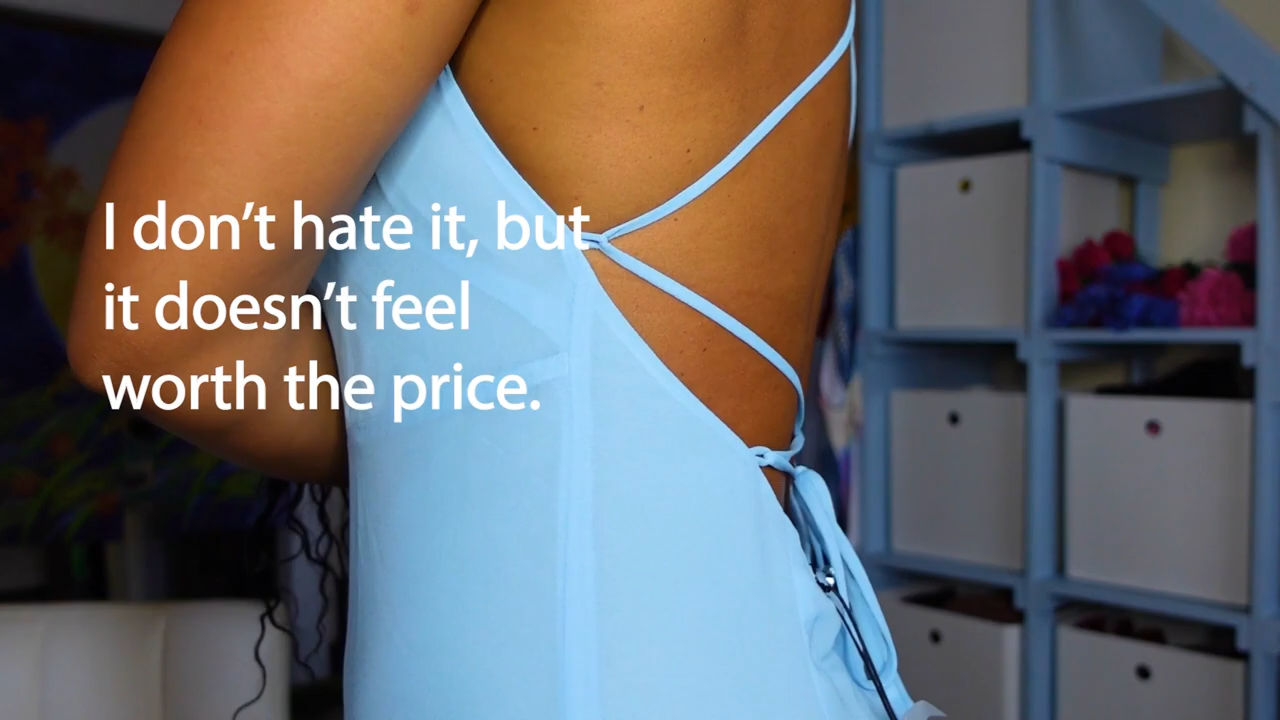 I don’t hate it, but
it doesn’t feel
worth the price.